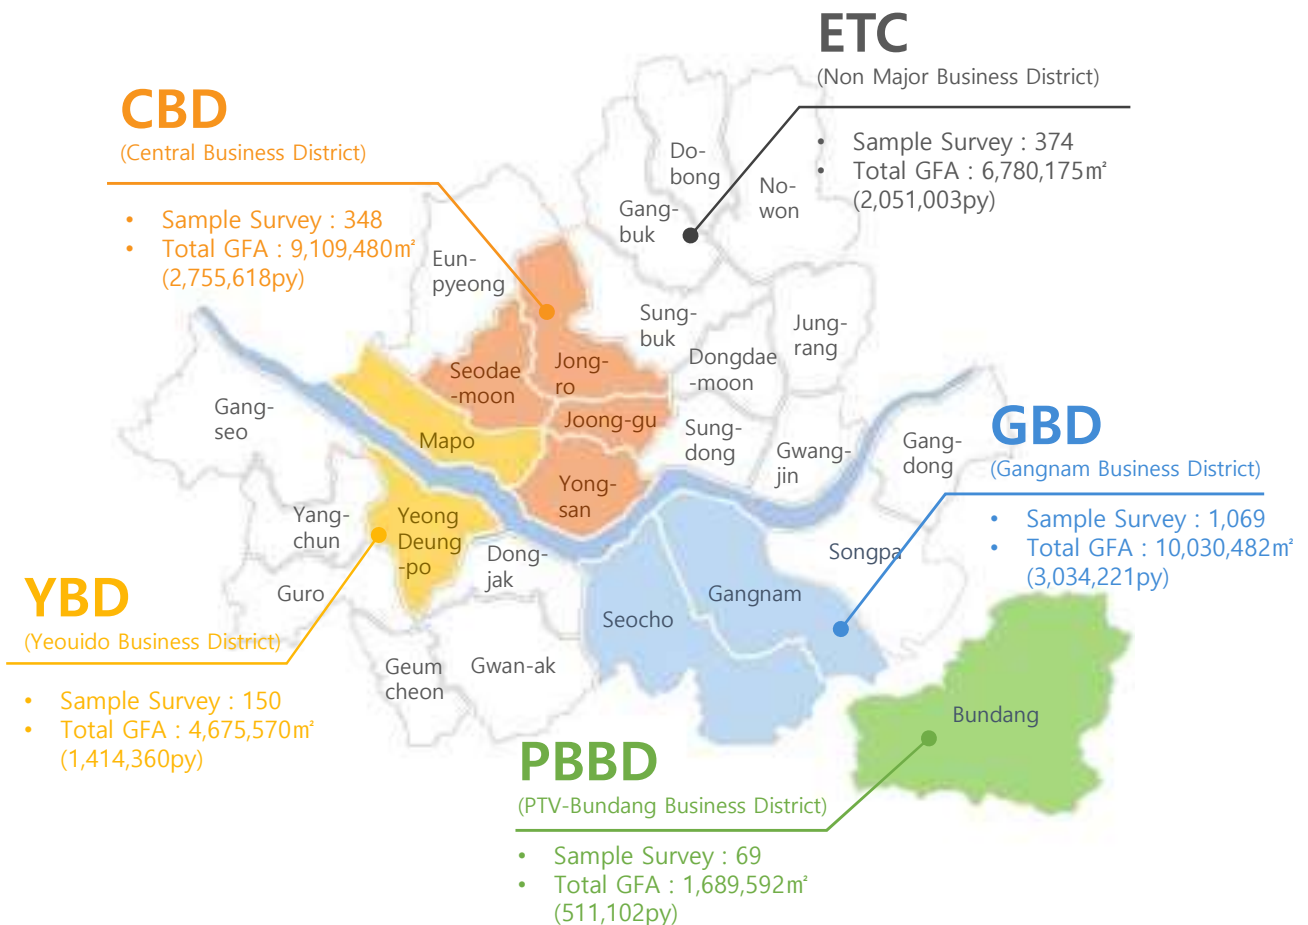 ETC
(Non Major Business District)
• Sample Survey : 374
• Total GFA : 6,780,175㎡
(2,051,003py)
CBD
(Central Business District)
• Sample Survey : 348
• Total GFA : 9,109,480㎡
(2,755,618py)
Do-
bong
No-
won
Gang-
buk
Eun-
pyeong
Sung-
buk
Jung-
rang
Dongdae
-moon
Seodae
-moon
Jong-
ro
Joong-gu
Gang-
seo
Mapo
Sung-
dong
Gwang-
jin
Gang-
dong
Yong-
san
GBD
(Gangnam Business District)
• Sample Survey : 1,069
• Total GFA : 10,030,482㎡
(3,034,221py)
Yang-
chun
Yeong
Deung
-po
Dong-
jak
Songpa
Guro
Gangnam
Seocho
YBD
(Yeouido Business District)
• Sample Survey : 150
• Total GFA : 4,675,570㎡
(1,414,360py)
Geum
cheon
Gwan-ak
Bundang
PBBD
(PTV-Bundang Business District)
• Sample Survey : 69
• Total GFA : 1,689,592㎡
(511,102py)